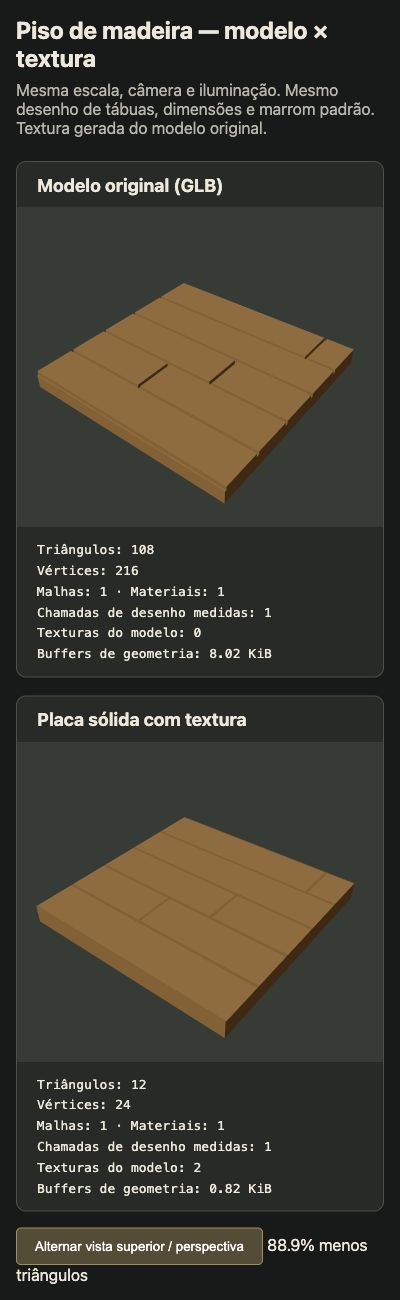 Piso de madeira — modelo ×
textura
Mesma escala, câmera e iluminação. Mesmo
desenho de tábuas, dimensões e marrom padrão.
Textura gerada do modelo original.
Modelo original (GLB)
Triângulos: 108
Vértices: 216
Malhas: 1 · Materiais: 1
Chamadas de desenho medidas: 1
Texturas do modelo: 0
Buffers de geometria: 8.02 KiB
Placa sólida com textura
Triângulos: 12
Vértices: 24
Malhas: 1 · Materiais: 1
Chamadas de desenho medidas: 1
Texturas do modelo: 2
Buffers de geometria: 0.82 KiB
Alternar vista superior / perspectiva 88.9% menos
triângulos